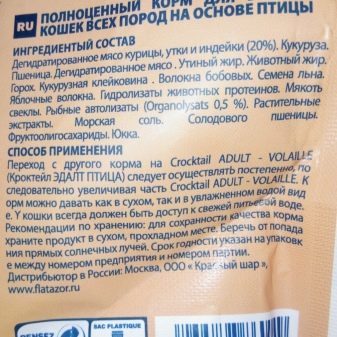 RU
ПОЛНОЦЕННЫЙ КОРМ ДЛЯ
КОШЕК ВСЕХ ПОРОД НА ОСНОВЕ ПТИЦЫ
ИНГРЕДИЕНТЫЙ СОСТАВ
Дегидратированное мясо курицы, утки и индейки (20%). Кукуруза.
Пшеница. Дегидратированное мясо . Утиный жир. Животный жир.
Горох. Кукурузная клейковина . Волокна бобовых. Семена льна.
Яблочные волокна. Гидролизаты животных протеинов. Мякоть
свеклы. Рыбные автолизаты (Organolysats 0,5 %). Растительные
экстракты. Морская соль. Солодового пшеницы.
Фруктоолигосахариды. Юкка.
СПОСОБ ПРИМЕНЕНИЯ
Переход с другого корма на Crocktail ADULT - VOLAILLE
(Кроктейл ЭДАЛТ ПТИЦА) следует осуществлять постепенно, по
следовательно увеличивая часть Crocktail ADULT - VOLAILLE. К
орм можно давать как в сухом, так и в увлажненном водой вид
е. У кошки всегда должен быть доступ к свежей питьевой воде.
Рекомендации по хранению: для сохранности качества корма
храните продукт в сухом, прохладном месте. Беречь от попада
ния прямых солнечных лучей. Срок годности указан на упаковк
е между номером предприятия и номером партии.
Дистрибьютор в России: Москва, ООО « Красный шар »,
www.flatazor.ru
PENSEZ
SAC PLASTIQUE